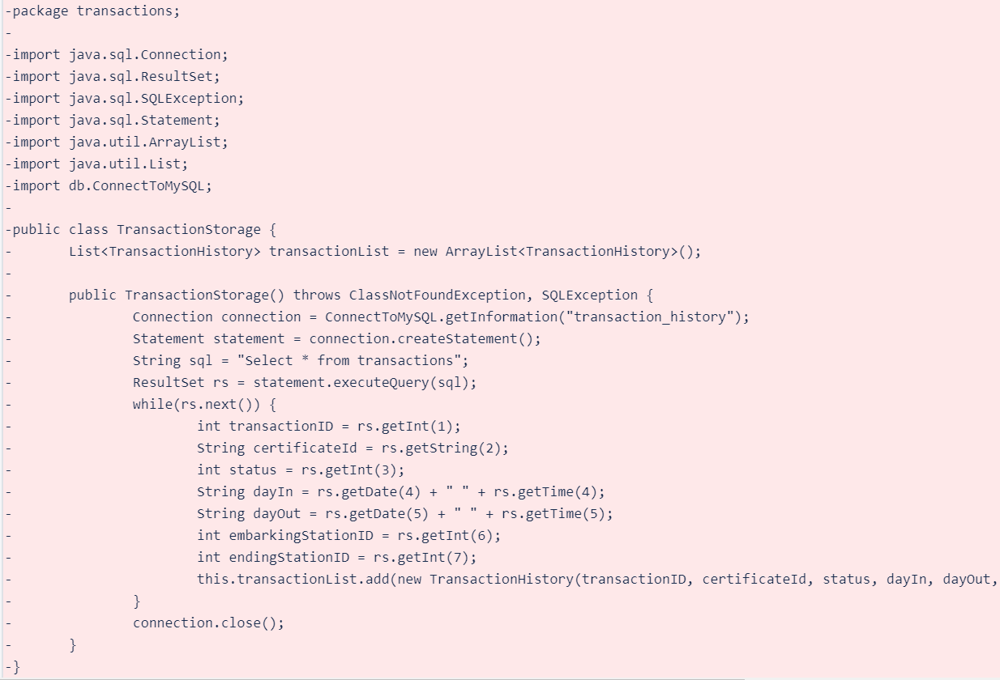 -package transactions;
-
-import java.sql.Connection;
-import java.sql.ResultSet;
-import java.sql.SQLException;
-import java.sql.Statement;
-import java.util.ArrayList;
-import java.util.List;
-import db.ConnectToMySQL;
-
-public class TransactionStorage {
-       List<TransactionHistory> transactionList = new ArrayList<TransactionHistory>();
-
-       public TransactionStorage() throws ClassNotFoundException, SQLException {
-               Connection connection = ConnectToMySQL.getInformation("transaction_history");
-               Statement statement = connection.createStatement();
-               String sql = "Select * from transactions";
-               ResultSet rs = statement.executeQuery(sql);
-               while(rs.next()) {
-                       int transactionID = rs.getInt(1);
-                       String certificateId = rs.getString(2);
-                       int status = rs.getInt(3);
-                       String dayIn = rs.getDate(4) + " " + rs.getTime(4);
-                       String dayOut = rs.getDate(5) + " " + rs.getTime(5);
-                       int embarkingStationID = rs.getInt(6);
-                       int endingStationID = rs.getInt(7);
-                       this.transactionList.add(new TransactionHistory(transactionID, certificateId, status, dayIn, dayOut,
-               }
-               connection.close();
-       }
-}